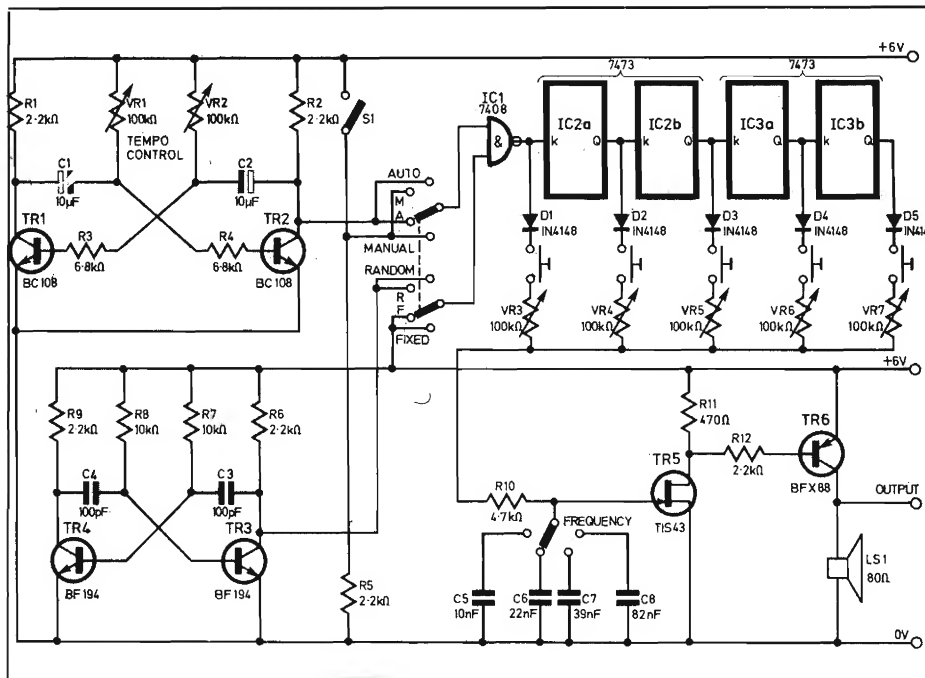 +6V
7473
7473
R1
2·2kΩ
VR1
100kΩ
VR2
100kΩ
R2
2·2kΩ
S1
IC1
7408
&
IC2a
IC2b
IC3a
IC3b
k
Q
k
Q
k
Q
k
Q
TEMPO
CONTROL
C1
10µF
C2
10µF
AUTO
M
A
MANUAL
TR1
TR2
R3
6·8kΩ
R4
6·8kΩ
BC108
BC108
D1
IN4148
D2
IN4148
D3
IN4148
D4
IN4148
D5
IN414
RANDOM
R
F
FIXED
VR3
100kΩ
VR4
100kΩ
VR5
100kΩ
VR6
100kΩ
VR7
100kΩ
+6V
R9
2·2kΩ
R8
10kΩ
R7
10kΩ
R6
2·2kΩ
R11
470Ω
R12
2·2kΩ
TR6
BFX88
C4
100pF
C3
100pF
TR5
TIS43
OUTPUT
R10
4·7kΩ
FREQUENCY
TR4
TR3
BF194
BF194
R5
2·2kΩ
C5
10nF
C6
22nF
C7
39nF
C8
82nF
LS1
80Ω
0V